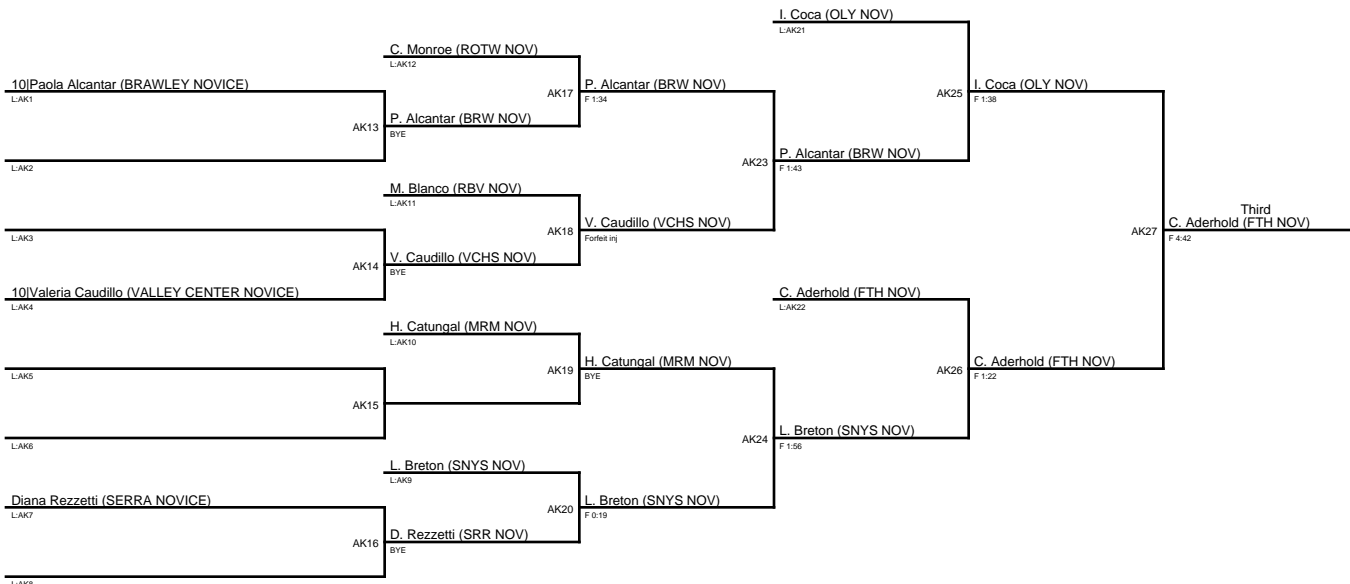 I. Coca (OLY NOV)
L:AK21
C. Monroe (ROTW NOV)
L:AK12
10|Paola Alcantar (BRAWLEY NOVICE)
L:AK1
AK17
P. Alcantar (BRW NOV)
F 1:34
AK25
I. Coca (OLY NOV)
F 1:38
AK13
P. Alcantar (BRW NOV)
BYE
L:AK2
AK23
P. Alcantar (BRW NOV)
F 1:43
M. Blanco (RBV NOV)
L:AK11
L:AK3
AK18
V. Caudillo (VCHS NOV)
Forfeit inj
AK27
Third
C. Aderhold (FTH NOV)
F 4:42
AK14
V. Caudillo (VCHS NOV)
BYE
10|Valeria Caudillo (VALLEY CENTER NOVICE)
L:AK4
C. Aderhold (FTH NOV)
L:AK22
H. Catungal (MRM NOV)
L:AK10
L:AK5
AK19
H. Catungal (MRM NOV)
BYE
AK26
C. Aderhold (FTH NOV)
F 1:22
AK15
L:AK6
AK24
L. Breton (SNYS NOV)
F 1:56
L. Breton (SNYS NOV)
L:AK9
Diana Rezzetti (SERRA NOVICE)
L:AK7
AK20
L. Breton (SNYS NOV)
F 0:19
AK16
D. Rezzetti (SRR NOV)
BYE
L:AK8